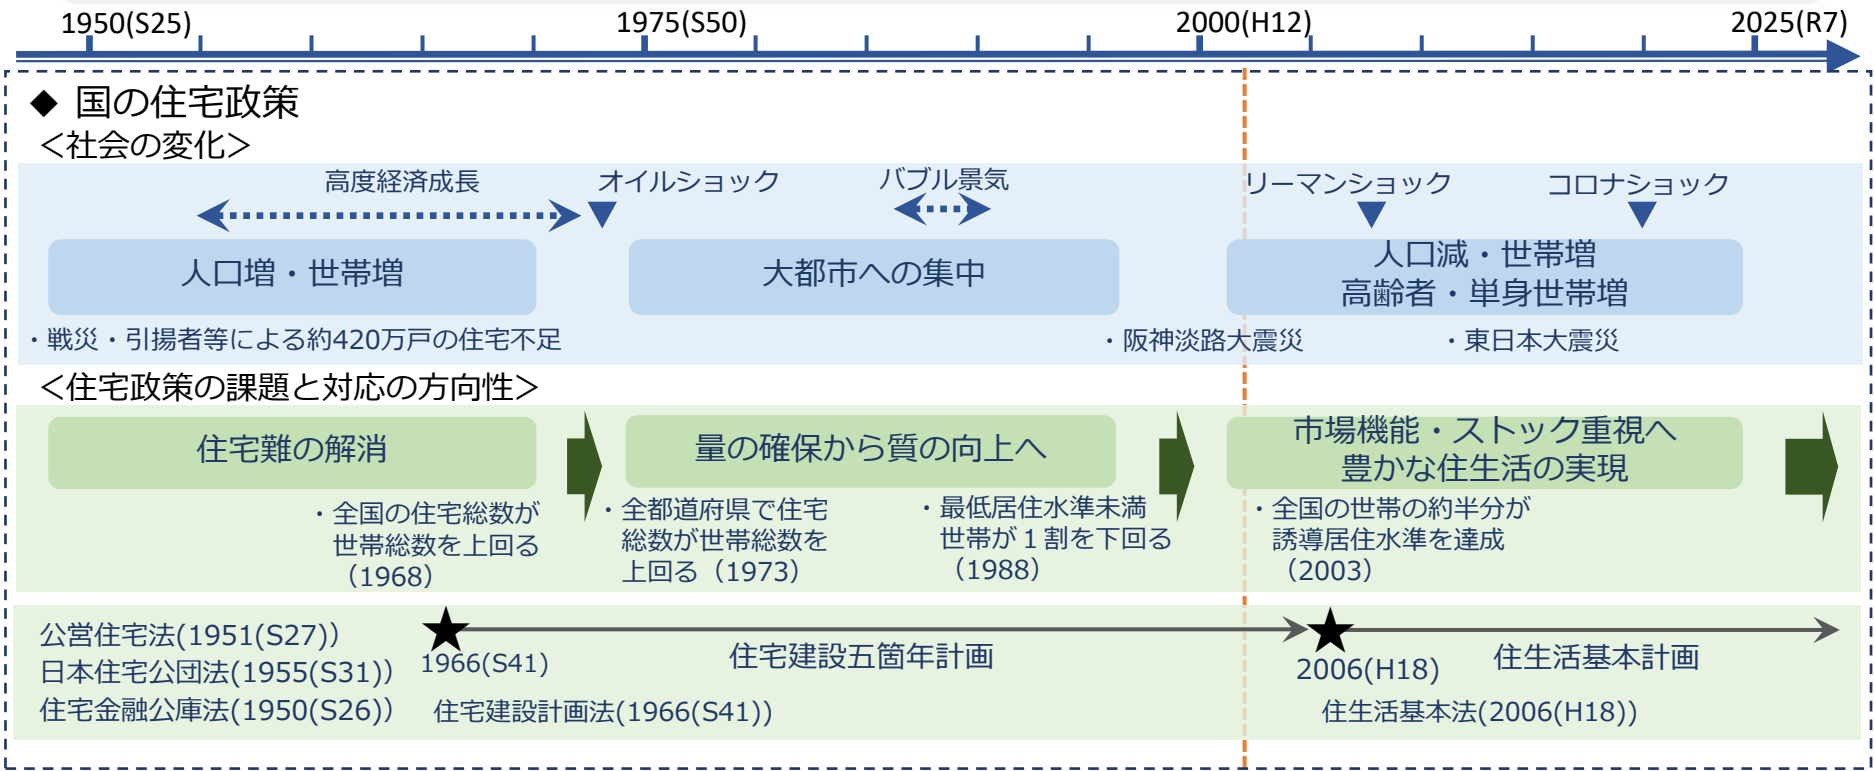 1950(S25) 1975(S50) 2000(H12) 2025(R7)
◆ 国の住宅政策
＜社会の変化＞
高度経済成長 オイルショック バブル景気 リーマンショック コロナショック
人口増・世帯増
大都市への集中
人口減・世帯増
高齢者・単身世帯増
・戦災・引揚者等による約420万戸の住宅不足
・阪神淡路大震災
・東日本大震災
＜住宅政策の課題と対応の方向性＞
住宅難の解消
量の確保から質の向上へ
市場機能・ストック重視へ
豊かな住生活の実現
・全国の住宅総数が
世帯総数を上回る
（1968）
・全都道府県で住宅
総数が世帯総数を
上回る（1973）
・最低居住水準未満
世帯が１割を下回る
（1988）
・全国の世帯の約半分が
誘導居住水準を達成
（2003）
公営住宅法(1951(S27)）
日本住宅公団法(1955(S31)）
住宅金融公庫法(1950(S26)）
1966(S41)
住宅建設五箇年計画
住宅建設計画法(1966(S41)）
2006(H18)
住生活基本計画
住生活基本法(2006(H18)）